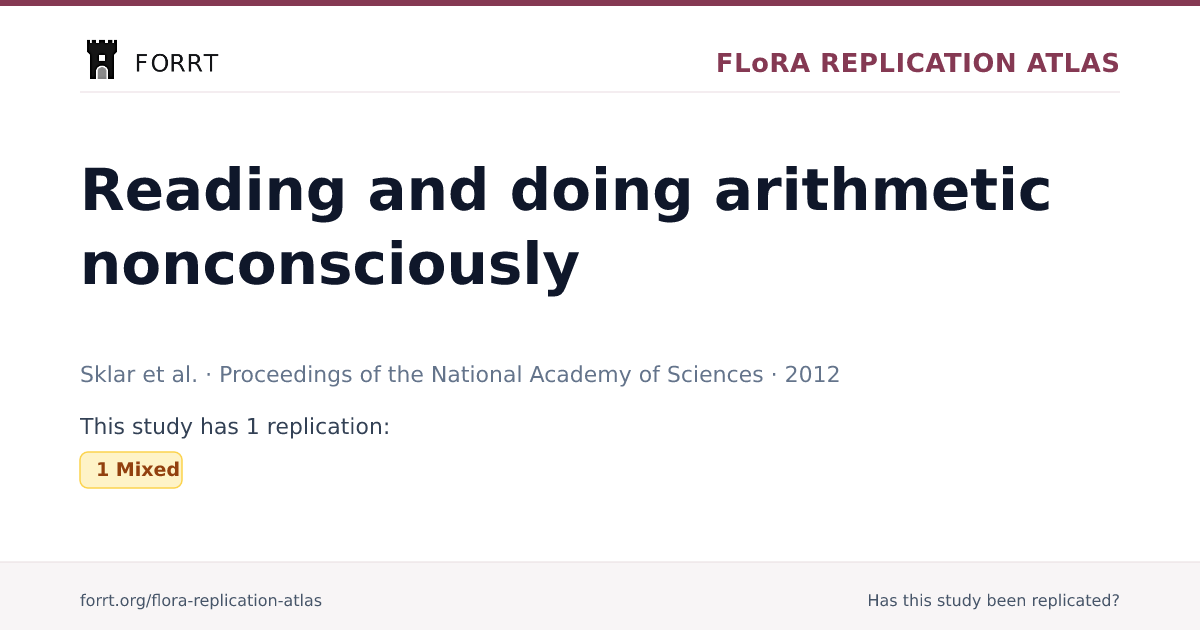 FORRT
FLoRA REPLICATION ATLAS
Reading and doing arithmetic
nonconsciously
Sklar et al. · Proceedings of the National Academy of Sciences · 2012
This study has 1 replication:
1 Mixed
forrt.org/flora-replication-atlas
Has this study been replicated?